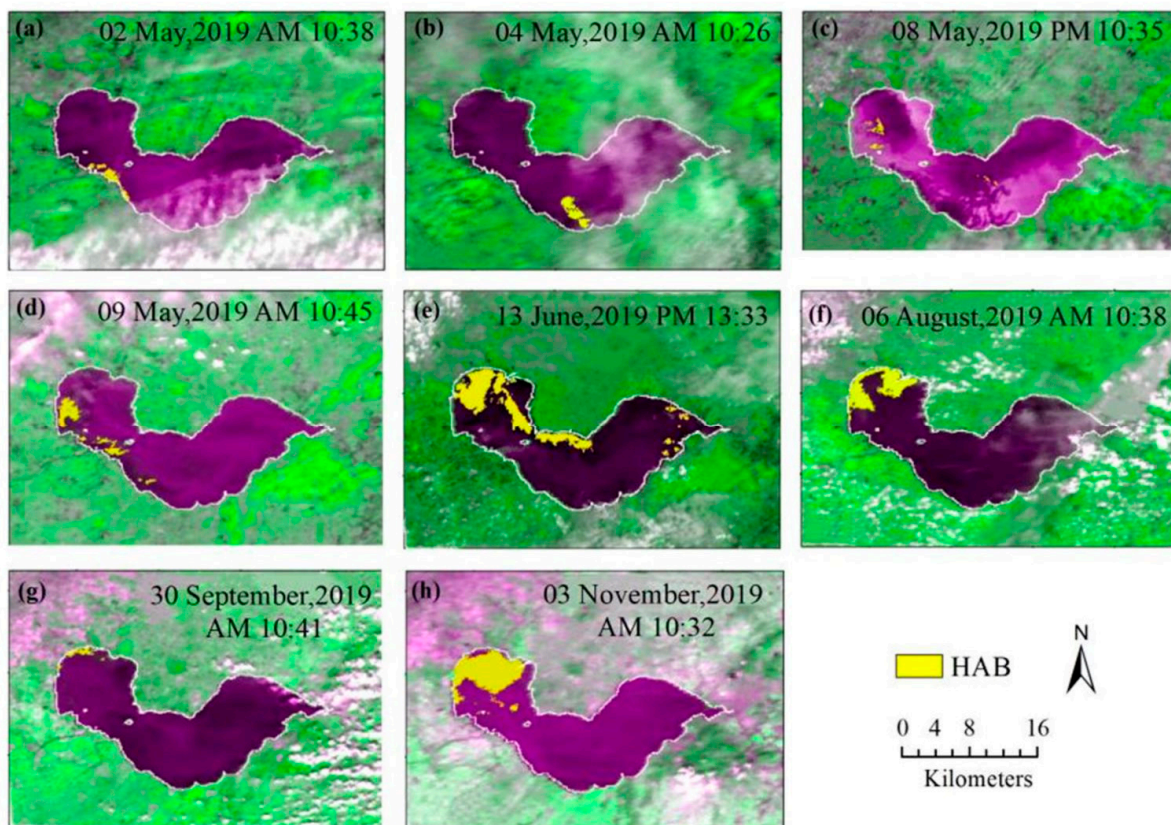 (a) 02 May,2019 AM 10:38
(b) 04 May,2019 AM 10:26
(c) 08 May,2019 PM 10:35
(d) 09 May,2019 AM 10:45
(e) 13 June,2019 PM 13:33
(f) 06 August,2019 AM 10:38
(g) 30 September,2019
AM 10:41
(h) 03 November,2019
AM 10:32
N
HAB
0 4 8 16
Kilometers